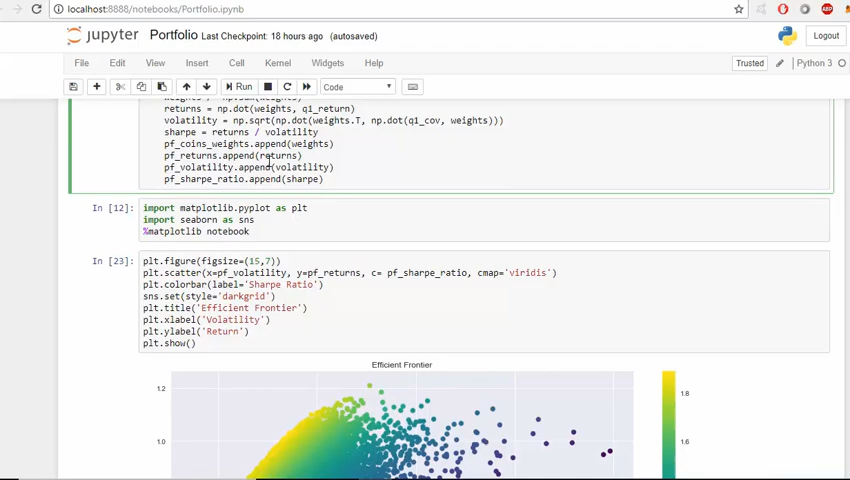 localhost:8888/notebooks/Portfolio.ipynb
ABP
jupyter Portfolio Last Checkpoint: 18 hours ago (autosaved) Logout
File Edit View Insert Cell Kernel Widgets Help Trusted Python 3
Run Code
weights / np.sum(weights)
returns = np.dot(weights, q1_return)
volatility = np.sqrt(np.dot(weights.T, np.dot(q1_cov, weights)))
sharpe = returns / volatility
pf_coins_weights.append(weights)
pf_returns.append(returns)
pf_volatility.append(volatility)
pf_sharpe_ratio.append(sharpe)
In [12]: import matplotlib.pyplot as plt
import seaborn as sns
%matplotlib notebook
In [23]: plt.figure(figsize=(15,7))
plt.scatter(x=pf_volatility, y=pf_returns, c= pf_sharpe_ratio, cmap='viridis')
plt.colorbar(label='Sharpe Ratio')
sns.set(style='darkgrid')
plt.title('Efficient Frontier')
plt.xlabel('Volatility')
plt.ylabel('Return')
plt.show()
Efficient Frontier
1.2
1.8
1.0
1.6